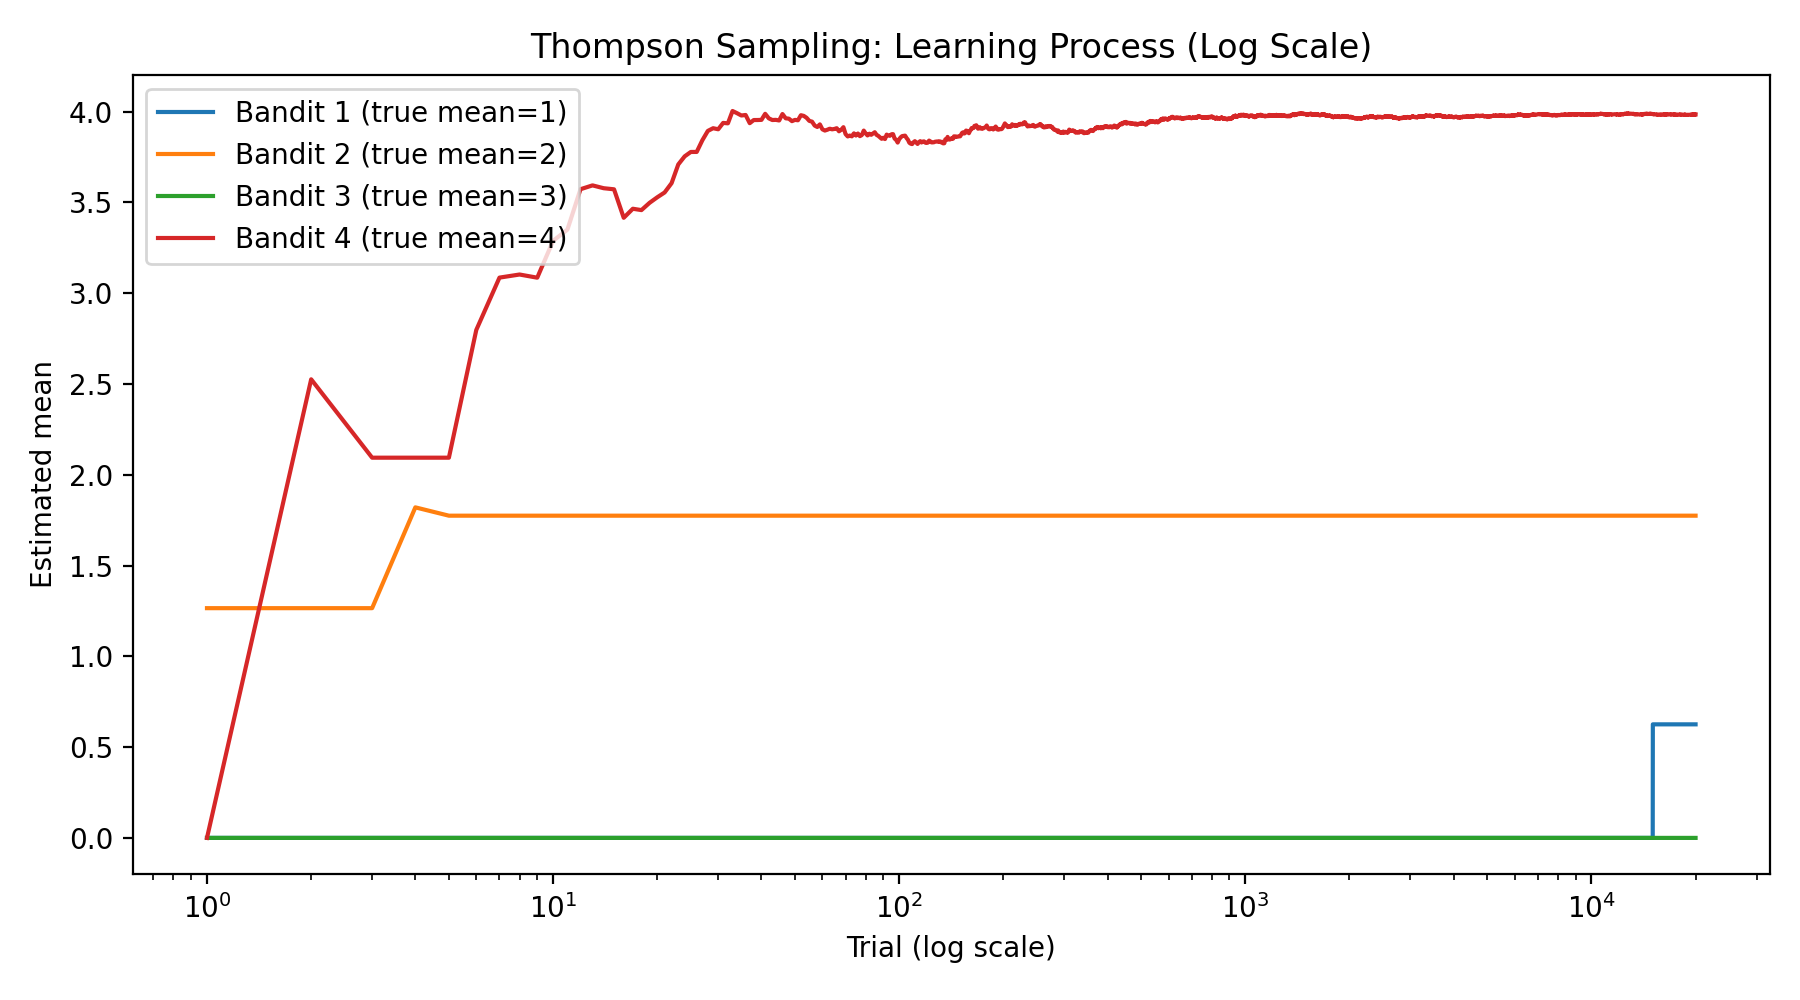 Thompson Sampling: Learning Process (Log Scale)
Bandit 1 (true mean=1)
Bandit 2 (true mean=2)
Bandit 3 (true mean=3)
Bandit 4 (true mean=4)
Estimated mean
4.0
3.5
3.0
2.5
2.0
1.5
1.0
0.5
0.0
10⁰ 10¹ 10² 10³ 10⁴
Trial (log scale)